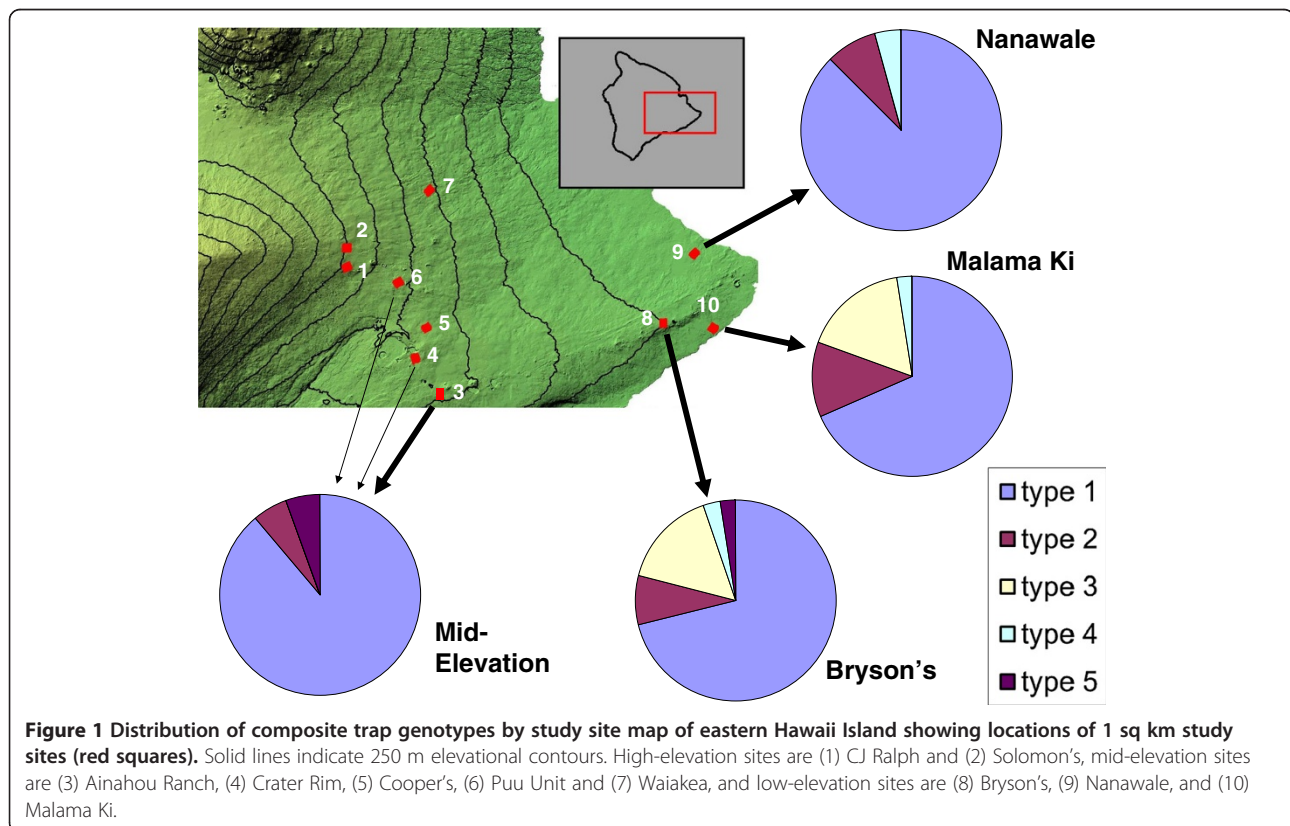 Nanawale
2
1
7
6
5
4
3
9
8
10
Malama Ki
Mid-
Elevation
Bryson's
type 1
type 2
type 3
type 4
type 5
Figure 1 Distribution of composite trap genotypes by study site map of eastern Hawaii Island showing locations of 1 sq km study
sites (red squares). Solid lines indicate 250 m elevational contours. High-elevation sites are (1) CJ Ralph and (2) Solomon's, mid-elevation sites
are (3) Ainahou Ranch, (4) Crater Rim, (5) Cooper's, (6) Puu Unit and (7) Waiakea, and low-elevation sites are (8) Bryson's, (9) Nanawale, and (10)
Malama Ki.